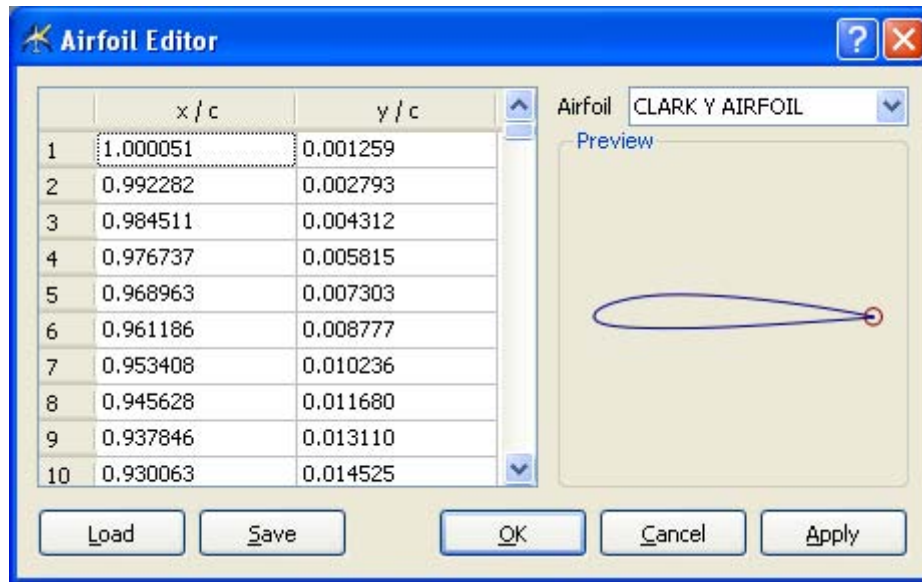 Airfoil Editor
x / c y / c
1 1.000051 0.001259
2 0.992282 0.002793
3 0.984511 0.004312
4 0.976737 0.005815
5 0.968963 0.007303
6 0.961186 0.008777
7 0.953408 0.010236
8 0.945628 0.011680
9 0.937846 0.013110
10 0.930063 0.014525
Airfoil CLARK Y AIRFOIL
Preview
Load Save OK Cancel Apply